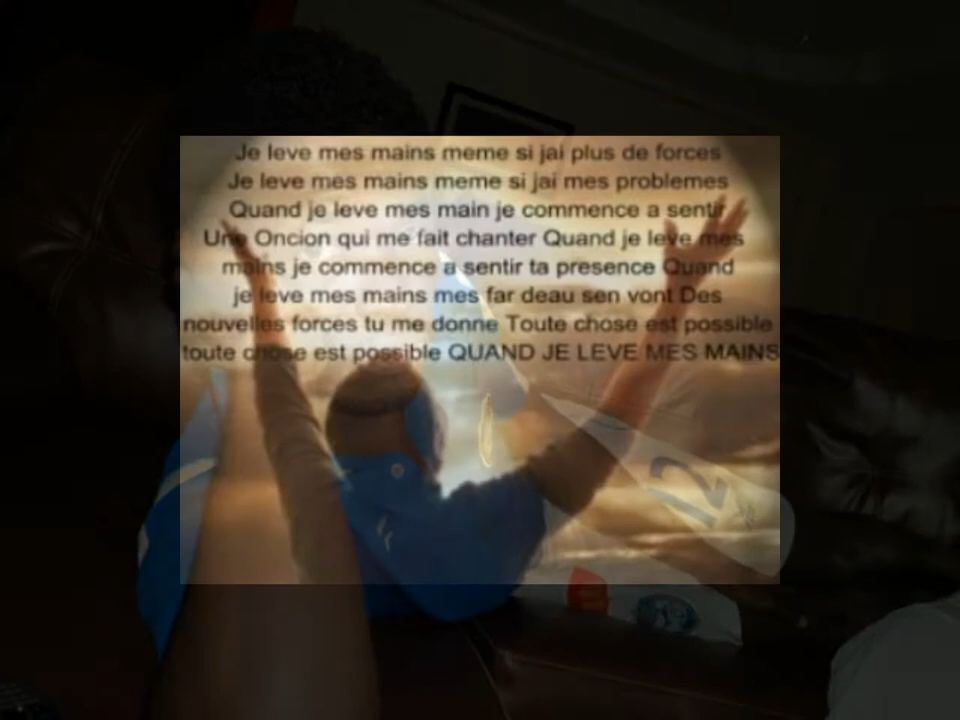 Je leve mes mains meme si jai plus de forces
Je leve mes mains meme si jai mes problemes
Quand je leve mes main je commence a sentir
Une Oncion qui me fait chanter Quand je leve mes
mains je commence a sentir ta presence Quand
je leve mes mains mes far deau sen vont Des
nouvelles forces tu me donne Toute chose est possible
toute chose est possible QUAND JE LEVE MES MAINS
12